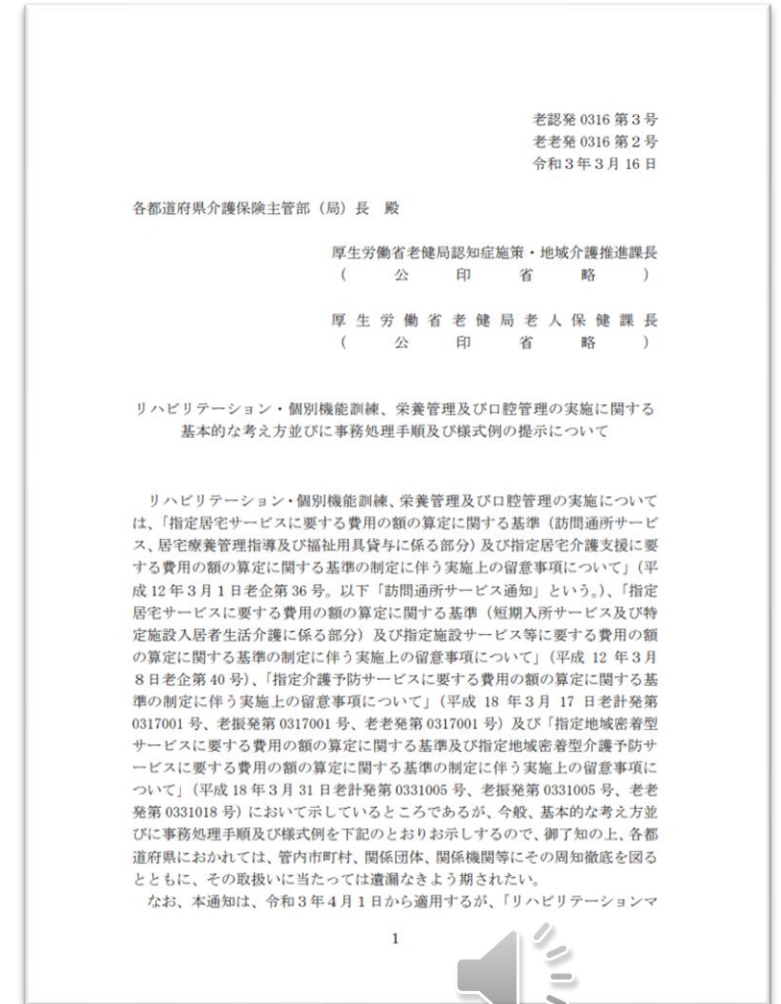 老認発 0316 第３号
老老発 0316 第２号
令和３年３月 16 日
各都道府県介護保険主管部（局）長　殿
厚生労働省老健局認知症施策・地域介護推進課長
（　　公　　印　　省　　略　　）
厚 生 労 働 省 老 健 局 老 人 保 健 課 長
（　　公　　印　　省　　略　　）
リハビリテーション・個別機能訓練、栄養管理及び口腔管理の実施に関する
基本的な考え方並びに事務処理手順及び様式例の提示について
リハビリテーション・個別機能訓練、栄養管理及び口腔管理の実施について
は、「指定居宅サービスに要する費用の額の算定に関する基準（訪問通所サービ
ス、居宅療養管理指導及び福祉用具貸与に係る部分）及び指定居宅介護支援に要
する費用の額の算定に関する基準の制定に伴う実施上の留意事項について」（平
成 12 年３月１日老企第 36 号。以下「訪問通所サービス通知」という。）、「指定
居宅サービスに要する費用の額の算定に関する基準（短期入所サービス及び特
定施設入居者生活介護に係る部分）及び指定施設サービス等に要する費用の額
の算定に関する基準の制定に伴う実施上の留意事項について」（平成 12 年３月
８日老企第 40 号）、「指定介護予防サービスに要する費用の額の算定に関する基
準の制定に伴う実施上の留意事項について」（平成 18 年３月 17 日老計発第
0317001 号、老振発第 0317001 号、老老発第 0317001 号）及び「指定地域密着型
サービスに要する費用の額の算定に関する基準及び指定地域密着型介護予防サ
ービスに要する費用の額の算定に関する基準の制定に伴う実施上の留意事項に
ついて」（平成 18 年３月 31 日老計発第 0331005 号、老振発第 0331005 号、老老
発第 0331018 号）において示しているところであるが、今般、基本的な考え方並
びに事務処理手順及び様式例を下記のとおりお示しするので、御了知の上、各都
道府県におかれては、管内市町村、関係団体、関係機関等にその周知徹底を図る
とともに、その取扱いに当たっては遺漏なきよう期されたい。
なお、本通知は、令和３年４月１日から適用するが、「リハビリテーションマ
1